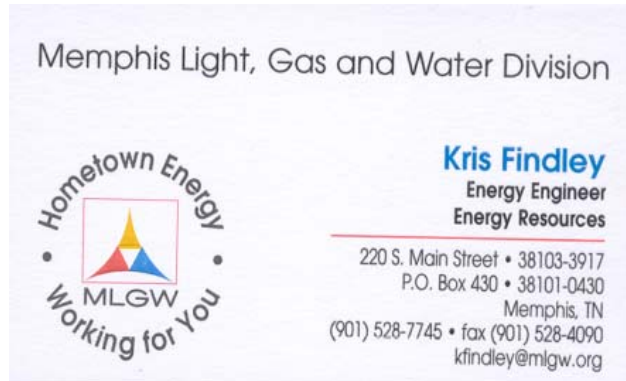 Memphis Light, Gas and Water Division
Hometown Energy
MLGW
Working for You
Kris Findley
Energy Engineer
Energy Resources
220 S. Main Street • 38103-3917
P.O. Box 430 • 38101-0430
Memphis, TN
(901) 528-7745 • fax (901) 528-4090
kfindley@mlgw.org